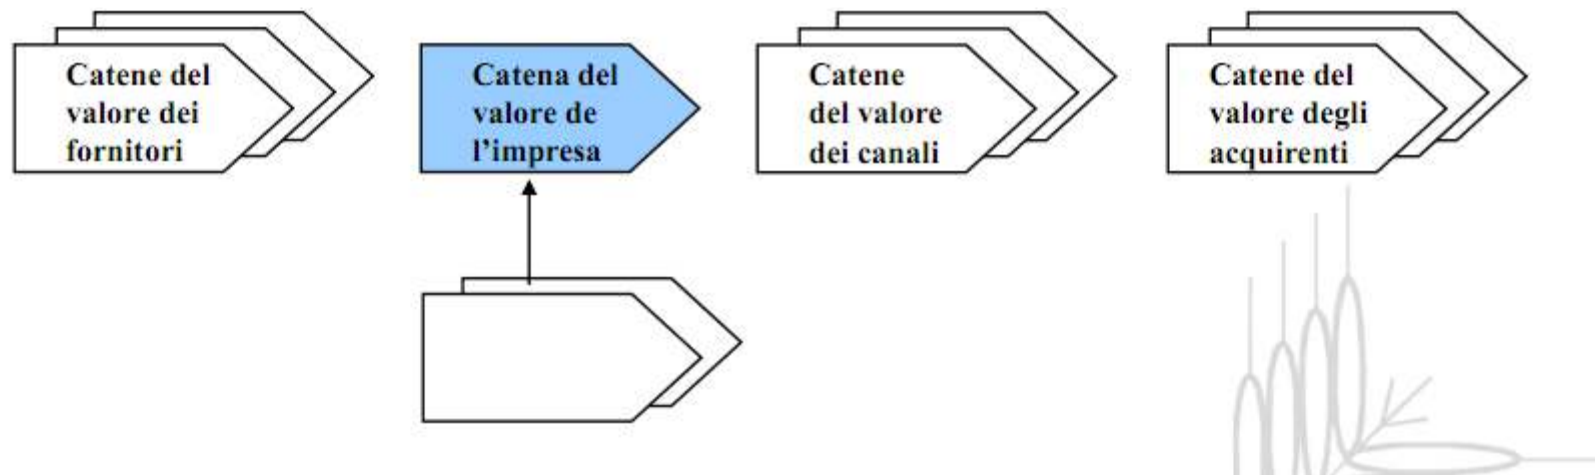 Catene del
valore dei
fornitori
Catena del
valore de
l’impresa
Catene
del valore
dei canali
Catene del
valore degli
acquirenti